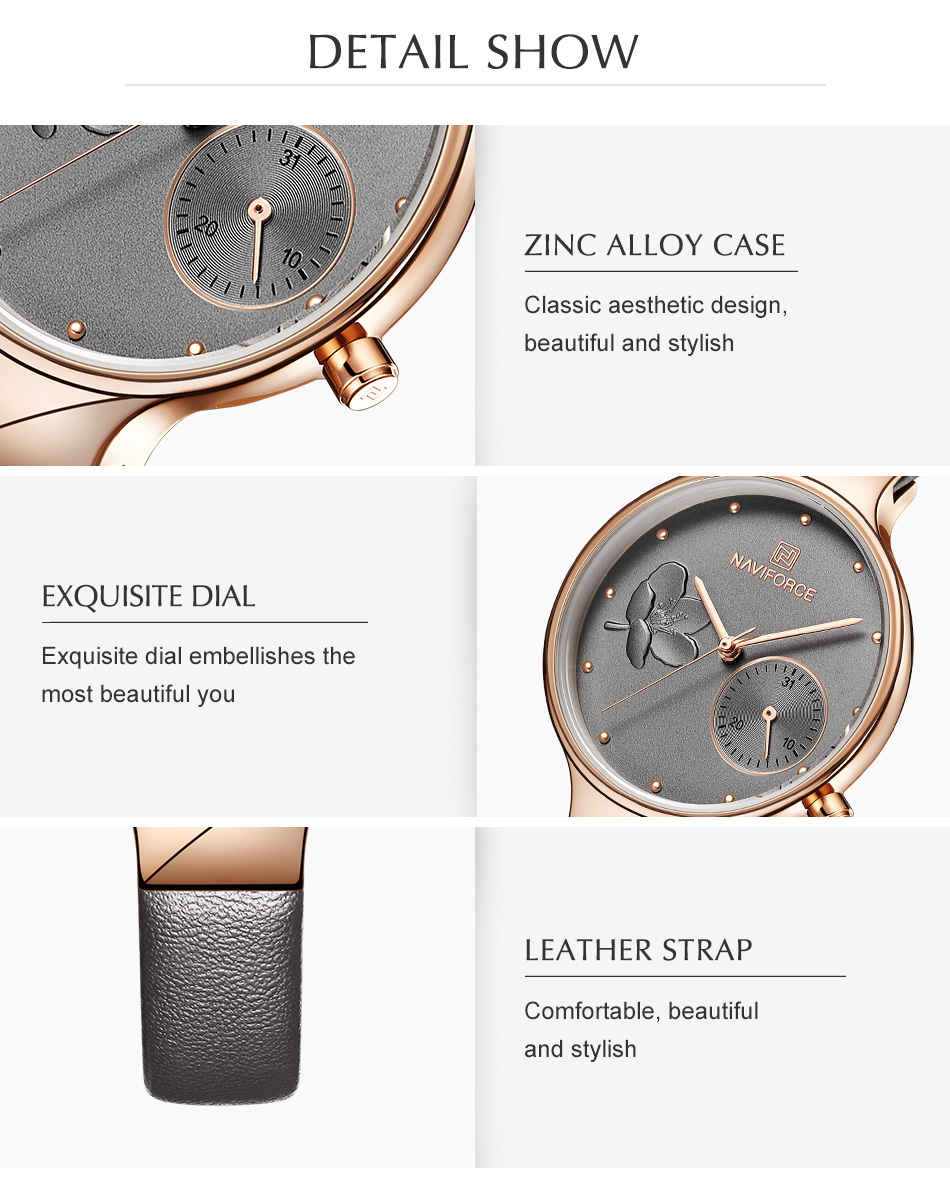 DETAIL SHOW
31
20
10
ZINC ALLOY CASE
Classic aesthetic design,
beautiful and stylish
EXQUISITE DIAL
Exquisite dial embellishes the
most beautiful you
NAVIFORCE
31
20
10
LEATHER STRAP
Comfortable, beautiful
and stylish